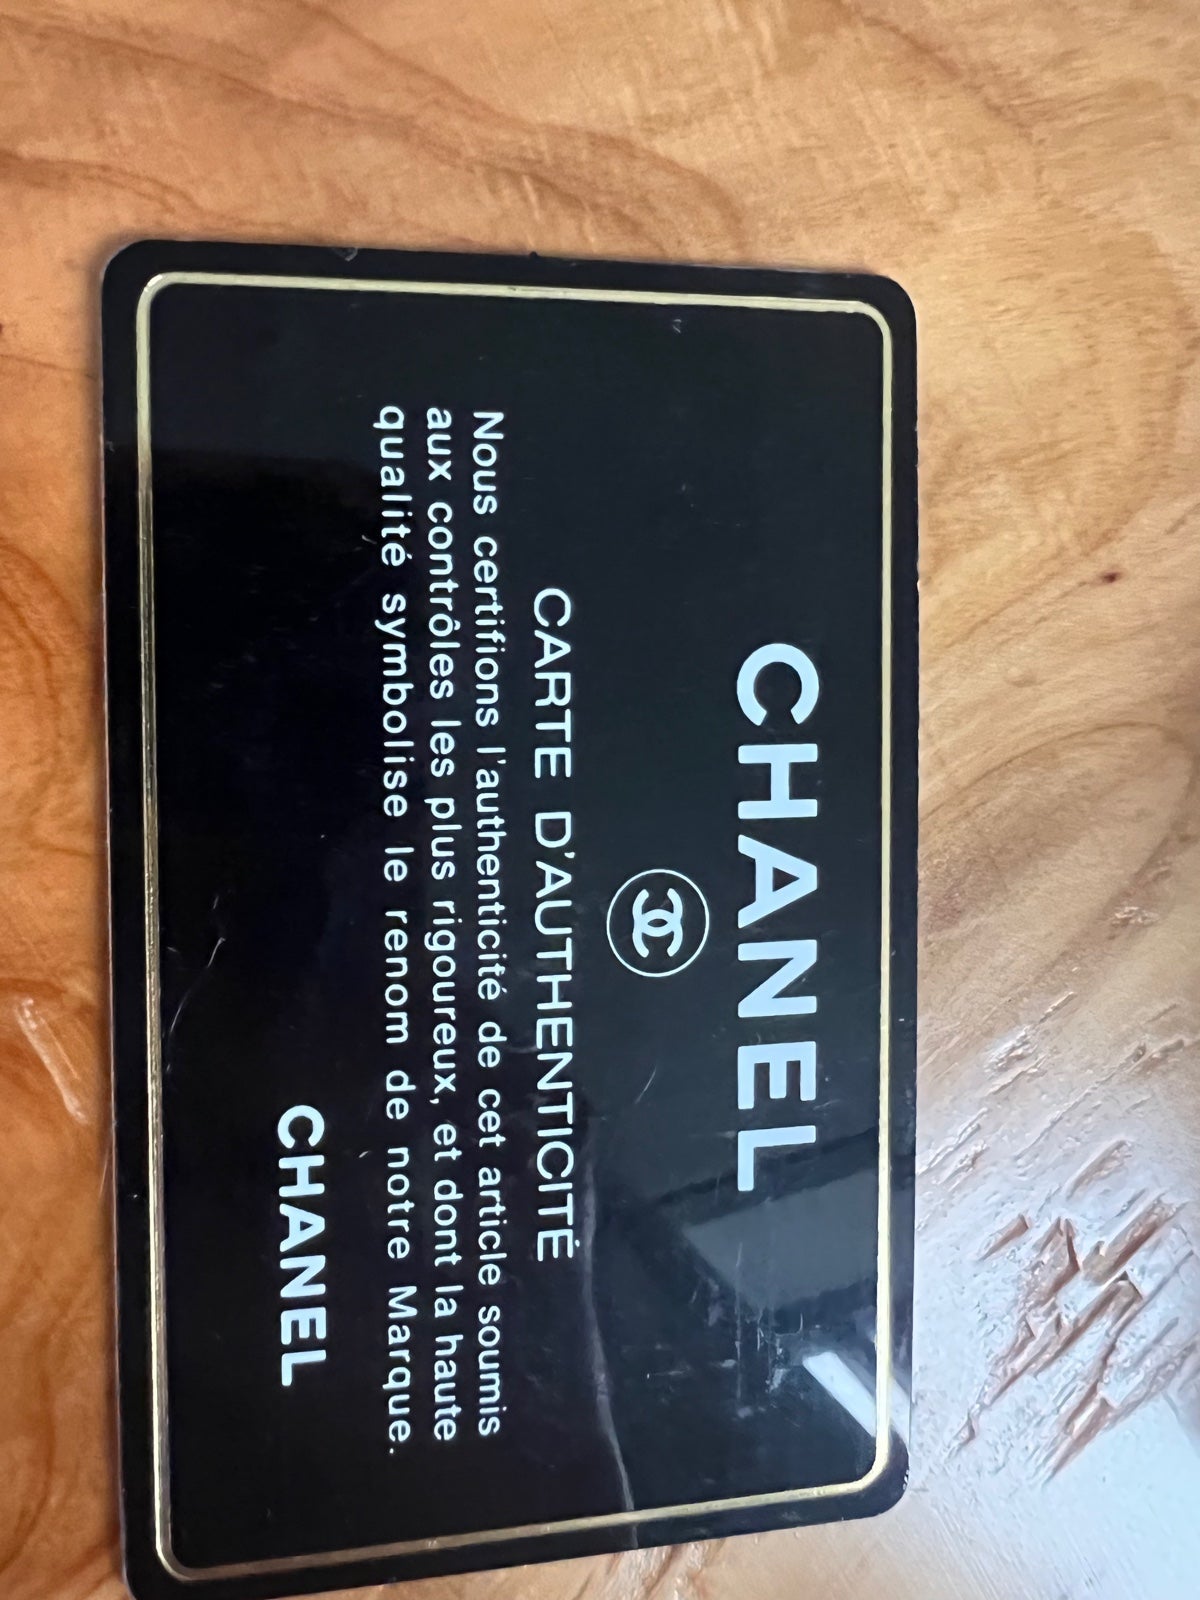 CHANEL
CARTE D'AUTHENTICITÉ
Nous certifions l'authenticité de cet article soumis
aux contrôles les plus rigoureux, et dont la haute
qualité symbolise le renom de notre Marque.
CHANEL